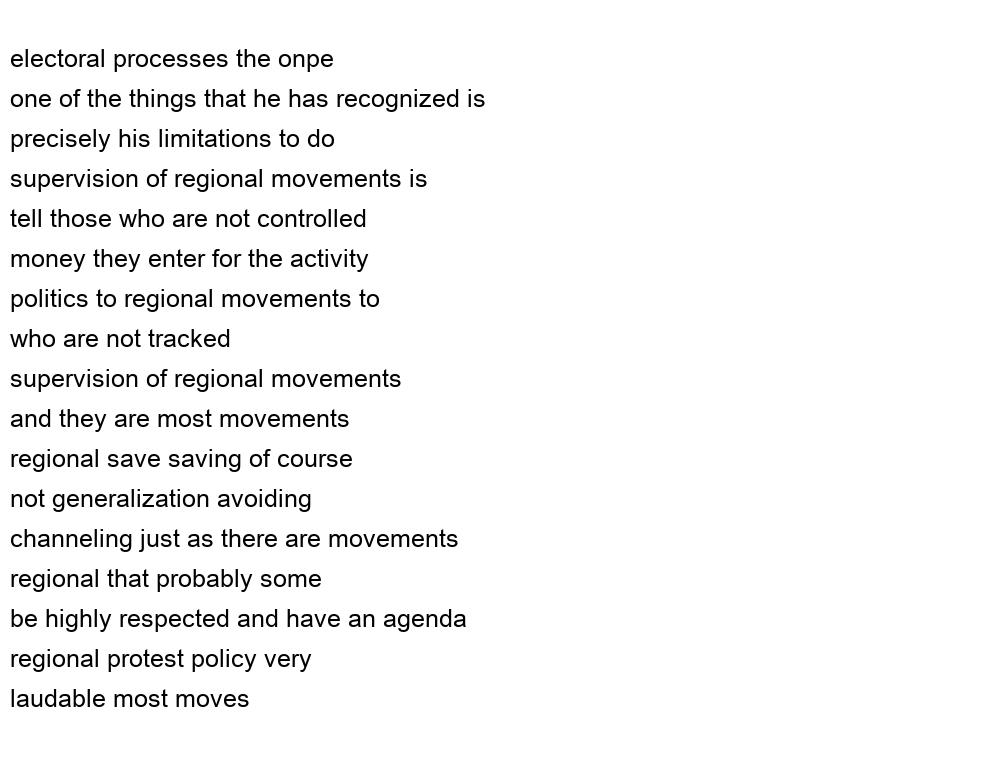 electoral processes the onpe
one of the things that he has recognized is
precisely his limitations to do
supervision of regional movements is
tell those who are not controlled
money they enter for the activity
politics to regional movements to
who are not tracked
supervision of regional movements
and they are most movements
regional save saving of course
not generalization avoiding
channeling just as there are movements
regional that probably some
be highly respected and have an agenda
regional protest policy very
laudable most moves